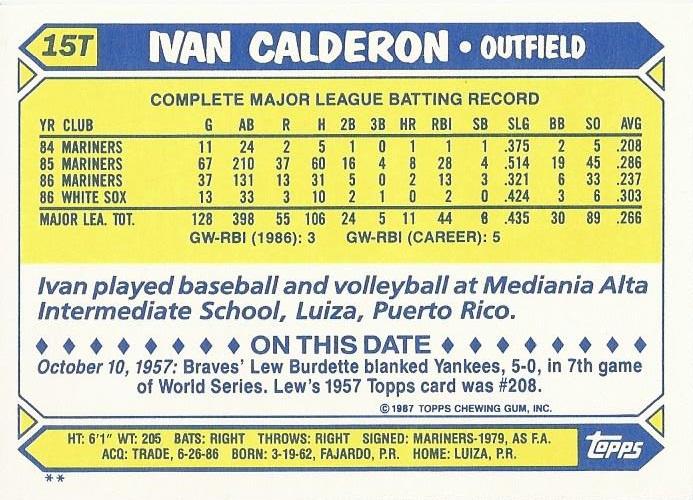 15T IVAN CALDERON • OUTFIELD
COMPLETE MAJOR LEAGUE BATTING RECORD
YR CLUB G AB R H 2B 3B HR RBI SB SLG BB SO AVG
84 MARINERS 11 24 2 5 1 0 1 1 1 .375 2 5 .208
85 MARINERS 67 210 37 60 16 4 8 28 4 .514 19 45 .286
86 MARINERS 37 131 13 31 5 0 2 13 3 .321 6 33 .237
86 WHITE SOX 13 33 3 10 2 1 0 2 0 .424 3 6 .303
MAJOR LEA. TOT. 128 398 55 106 24 5 11 44 8 .435 30 89 .266
GW-RBI (1986): 3 GW-RBI (CAREER): 5
Ivan played baseball and volleyball at Mediania Alta
Intermediate School, Luiza, Puerto Rico.
ON THIS DATE
October 10, 1957: Braves' Lew Burdette blanked Yankees, 5-0, in 7th game
of World Series. Lew's 1957 Topps card was #208.
© 1987 TOPPS CHEWING GUM, INC.
HT: 6'1" WT: 205 BATS: RIGHT THROWS: RIGHT SIGNED: MARINERS-1979, AS F.A.
ACQ: TRADE, 6-26-86 BORN: 3-19-62, FAJARDO, P.R. HOME: LUIZA, P.R.
topps
**